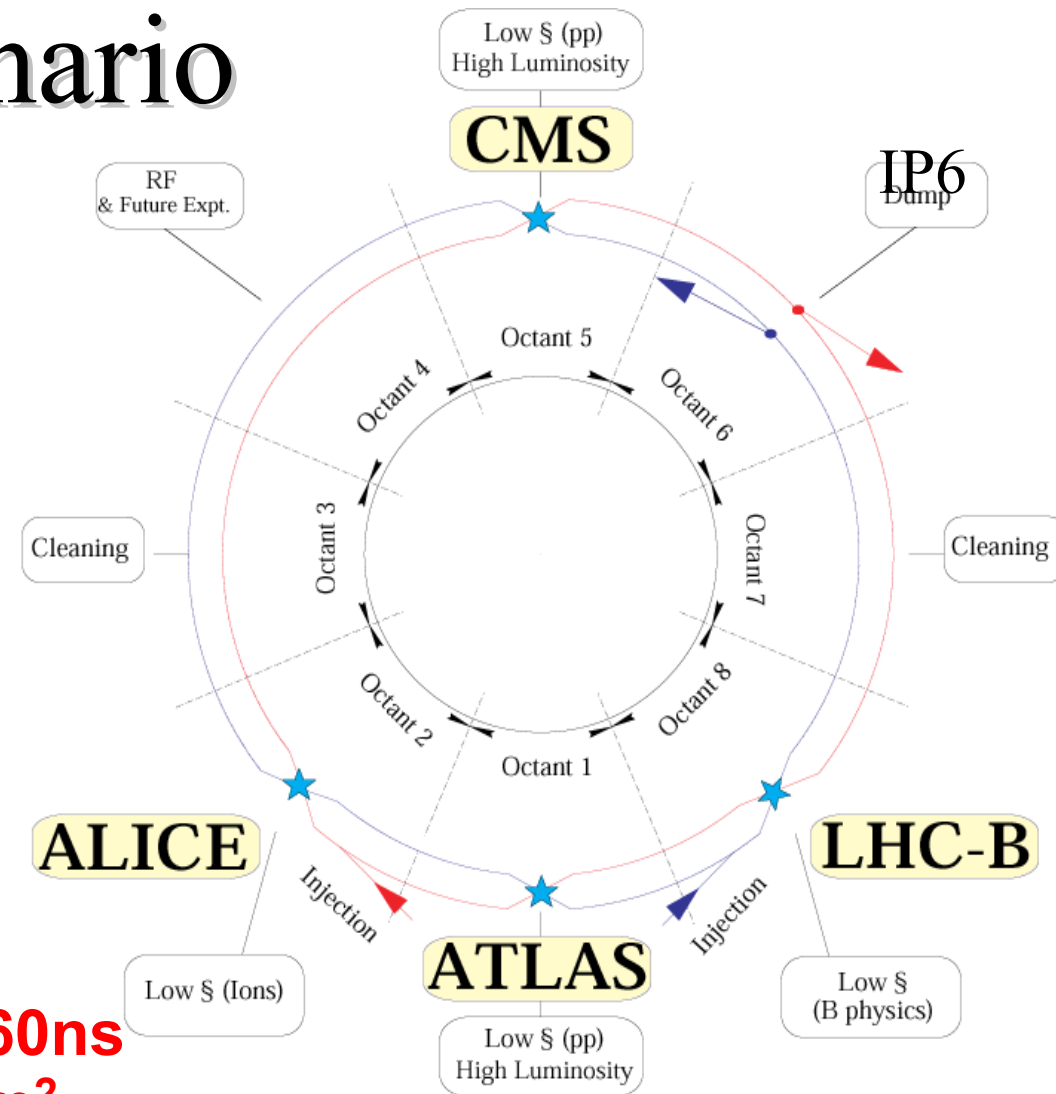 nario
Low § (pp)
High Luminosity
CMS
RF
& Future Expt.
IP6
Dump
Octant 5
Octant 4
Octant 6
Octant 3
Octant 7
Cleaning
Cleaning
Octant 2
Octant 8
Octant 1
ALICE
LHC-B
Injection
Injection
ATLAS
Low § (Ions)
Low §
(B physics)
60ns
Low § (pp)
High Luminosity
2